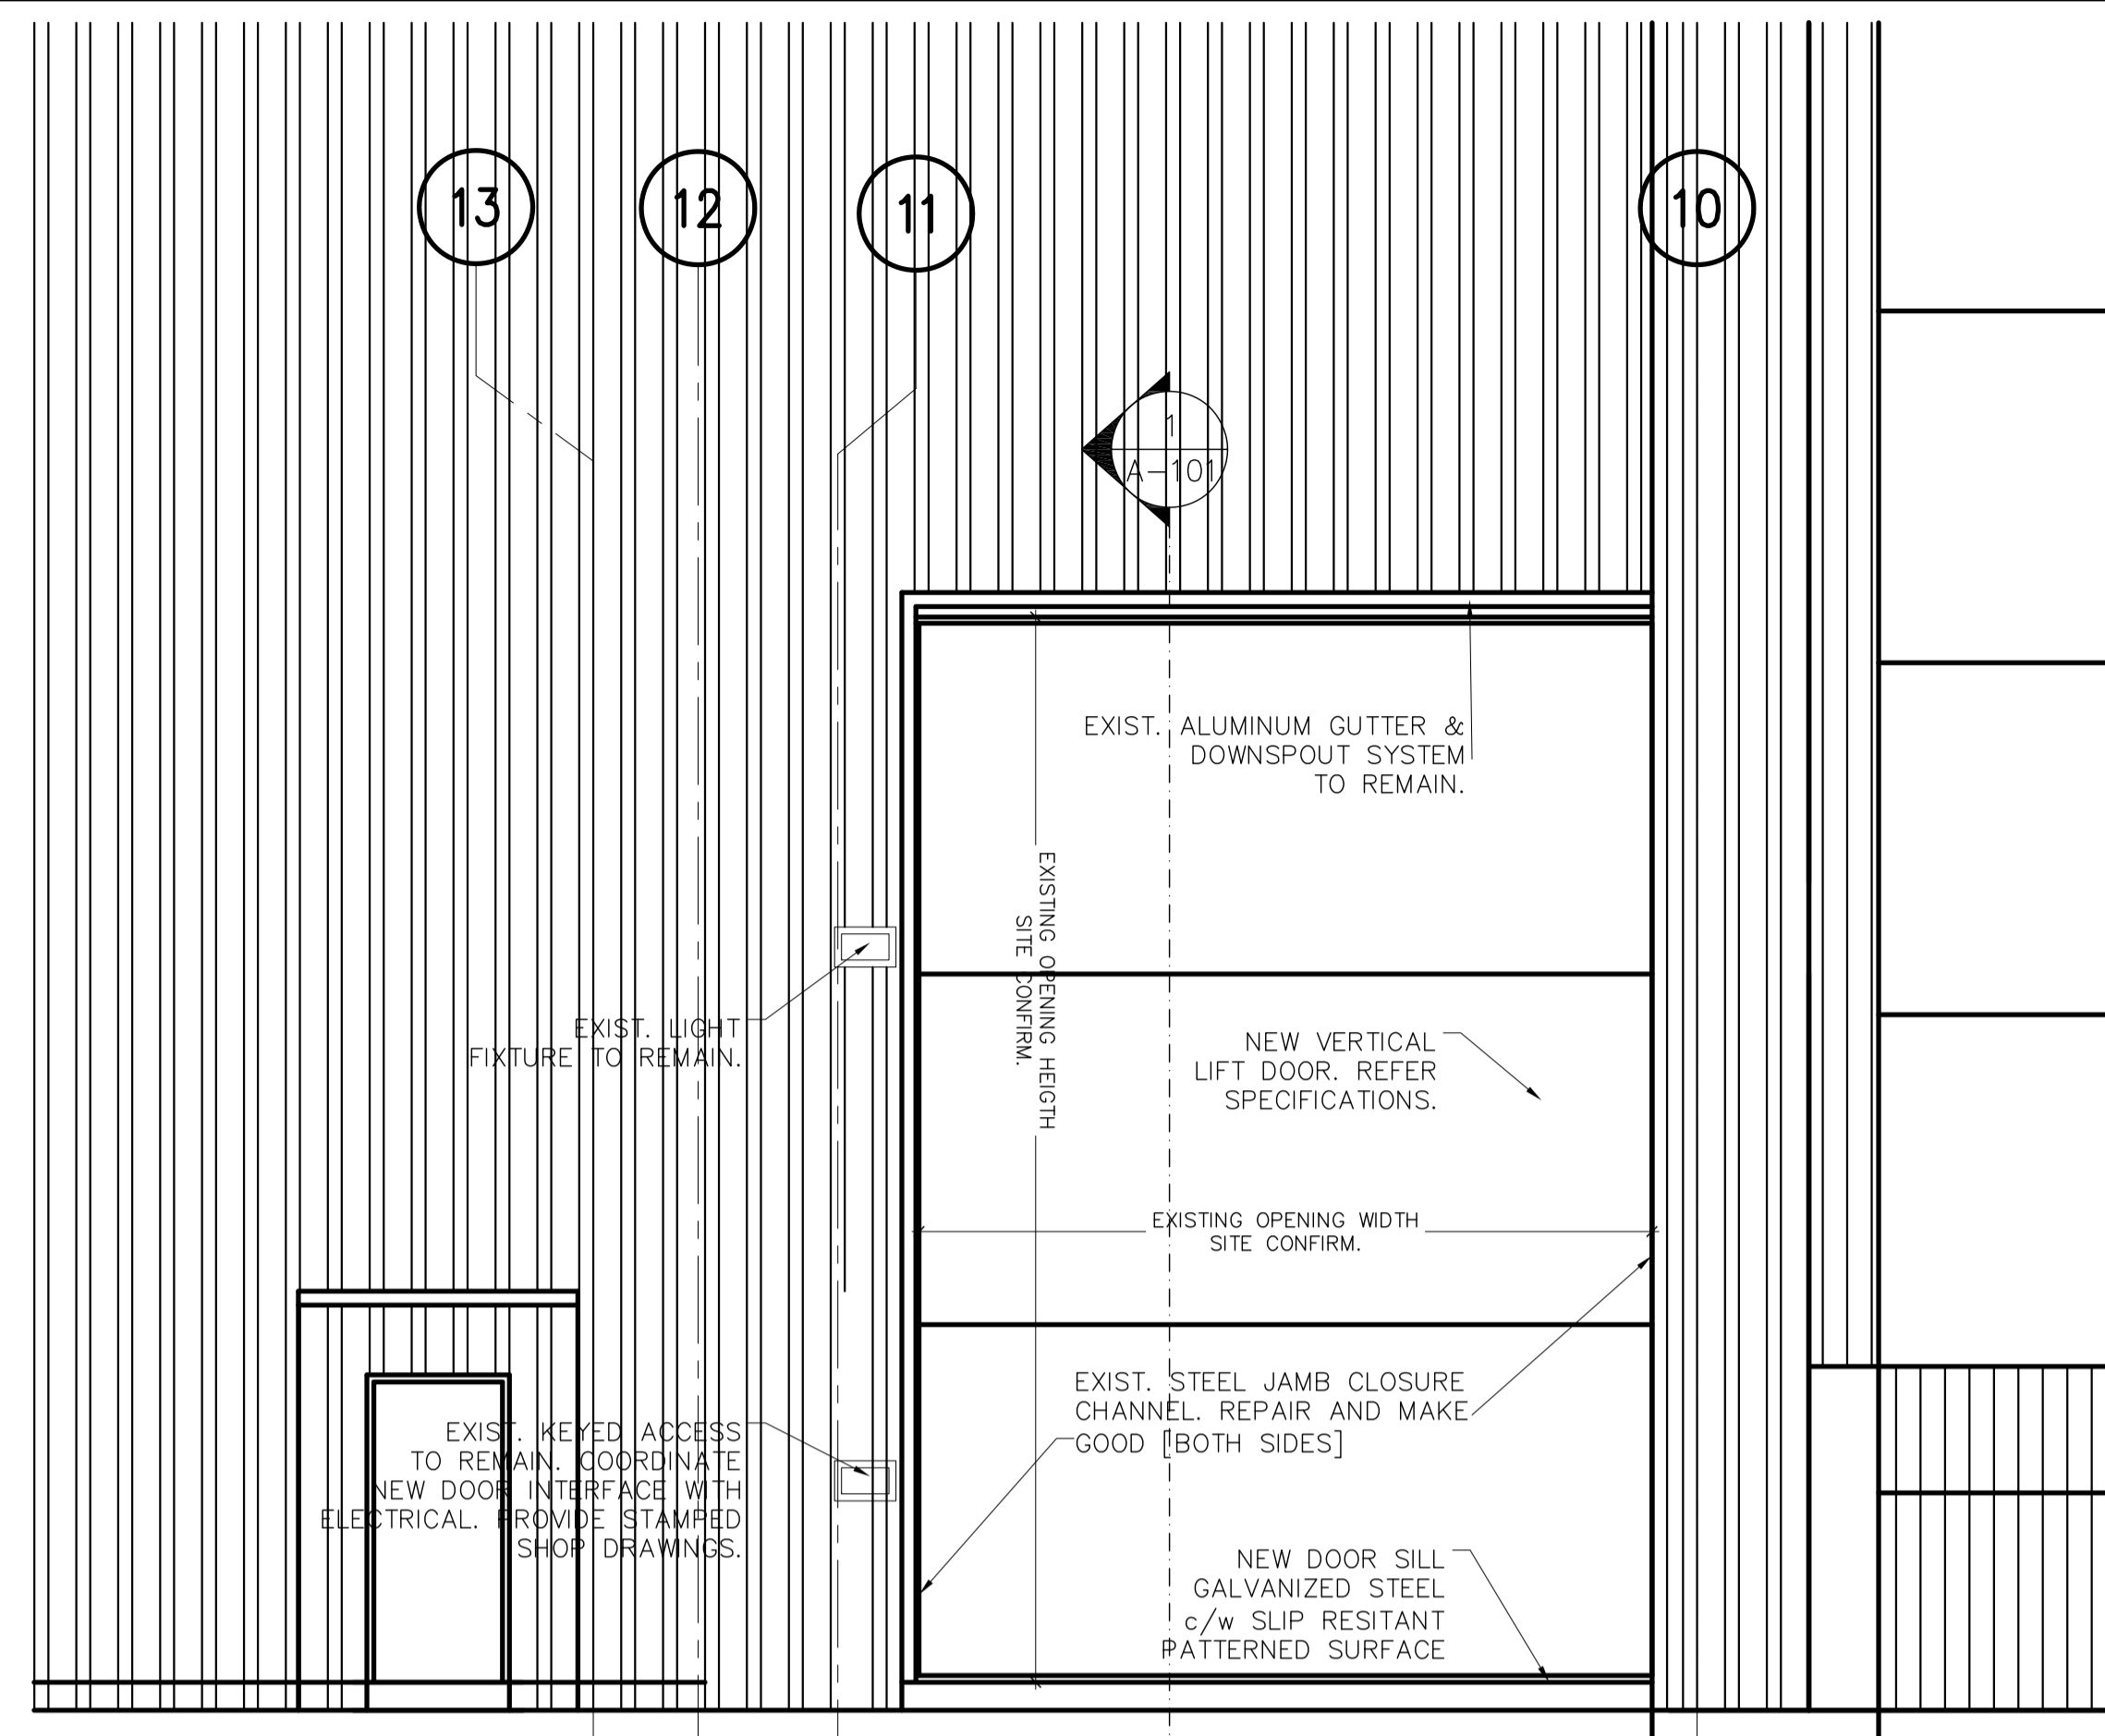 13
12
11
10
1
A-101
EXIST. ALUMINUM GUTTER &
DOWNSPOUT SYSTEM
TO REMAIN.
EXISTING OPENING HEIGTH
SITE CONFIRM.
EXIST. LIGHT
FIXTURE TO REMAIN.
NEW VERTICAL
LIFT DOOR. REFER
SPECIFICATIONS.
EXISTING OPENING WIDTH
SITE CONFIRM.
EXIST. STEEL JAMB CLOSURE
CHANNEL. REPAIR AND MAKE
GOOD [BOTH SIDES]
EXIST. KEYED ACCESS
TO REMAIN. COORDINATE
NEW DOOR INTERFACE WITH
ELECTRICAL. PROVIDE STAMPED
SHOP DRAWINGS.
NEW DOOR SILL
GALVANIZED STEEL
c/w SLIP RESITANT
PATTERNED SURFACE